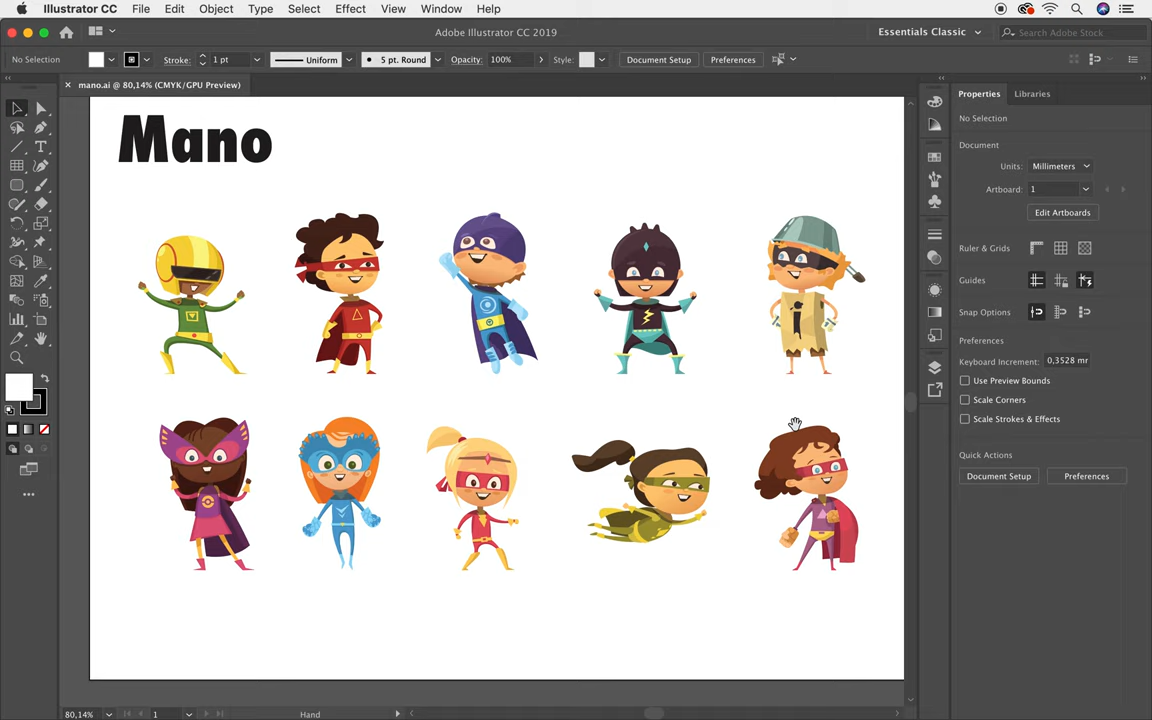 Illustrator CC File Edit Object Type Select Effect View Window Help
Adobe Illustrator CC 2019
Essentials Classic
Search Adobe Stock
No Selection
Stroke: 1 pt Uniform 5 pt. Round Opacity: 100% Style: Document Setup Preferences
mano.ai @ 80,14% (CMYK/GPU Preview)
Mano
Properties Libraries
No Selection
Document
Units: Millimeters
Artboard: 1
Edit Artboards
Ruler & Grids
Guides
Snap Options
Preferences
Keyboard Increment: 0,3528 mr
Use Preview Bounds
Scale Corners
Scale Strokes & Effects
Quick Actions
Document Setup Preferences
80,14% 1 Hand